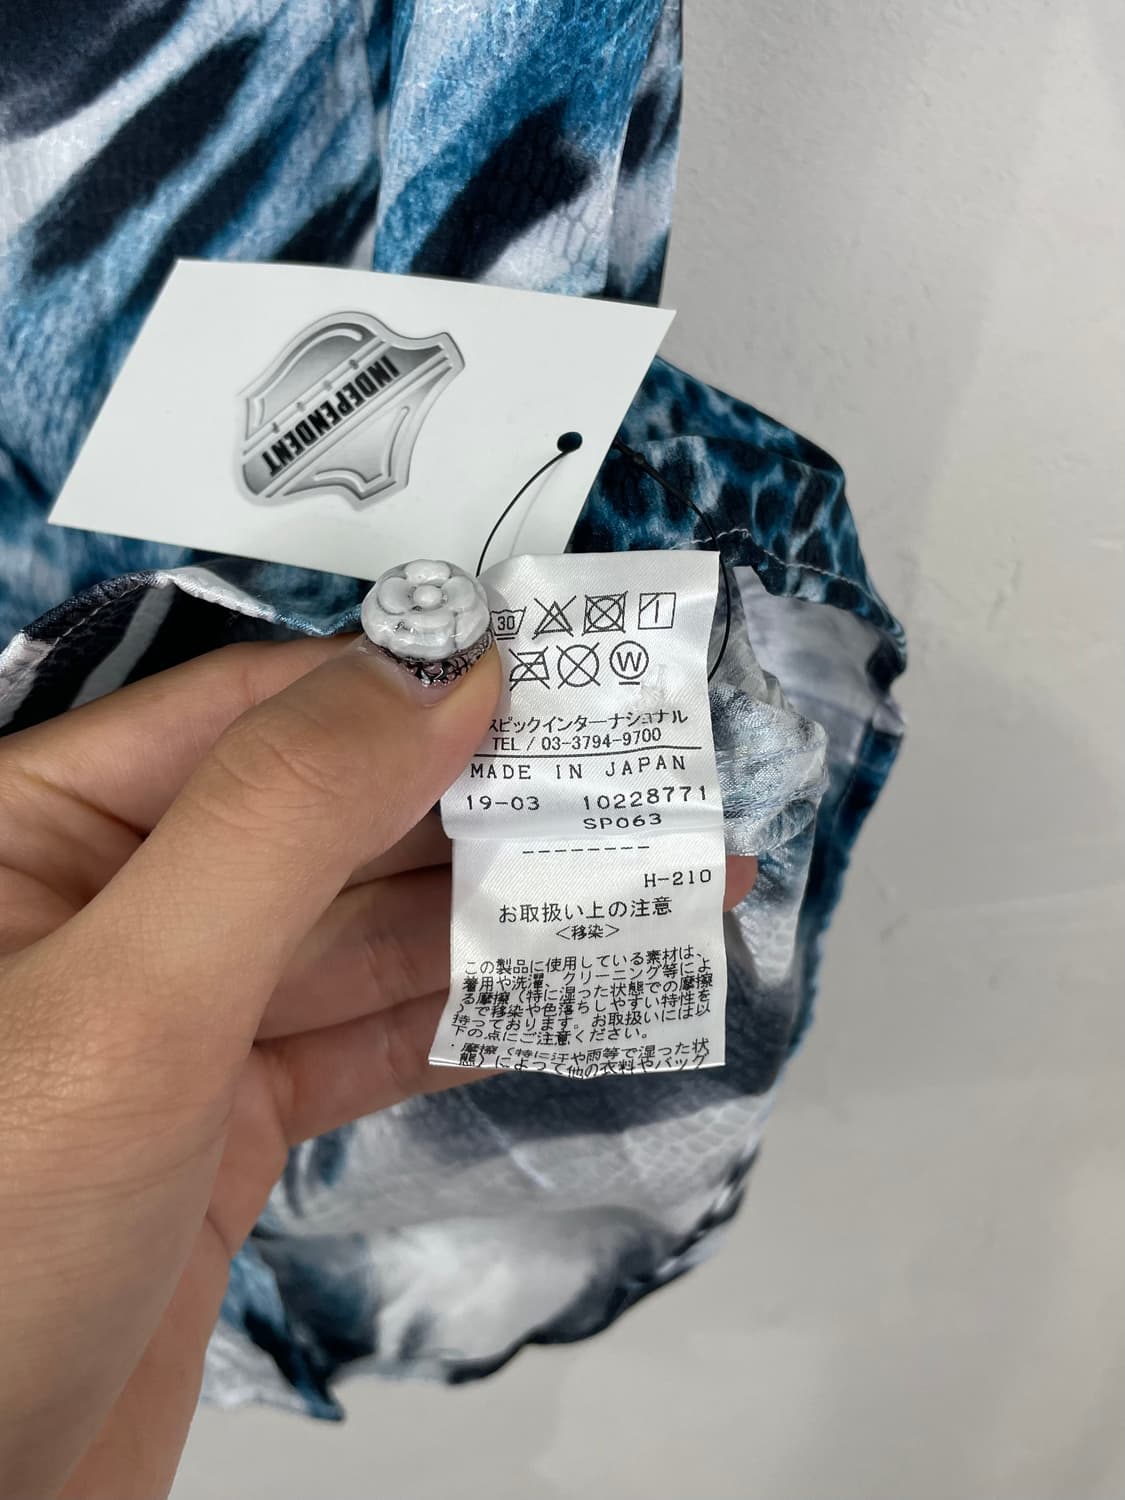 INDEPENDENT
30
W
スビックインターナショナル
TEL / 03-3794-9700
MADE IN JAPAN
19-03 10228771
SP063
--------
H-210
お取扱い上の注意
<移染>
この製品に使用している素材は、
着用や洗濯、クリーニング等によ
る摩擦(特に湿った状態での摩擦
)で移染や色落ちしやすい特性を
持っております。お取扱いには以
下の点にご注意ください。
・摩擦(特に汗や雨等で湿った状
態)によって他の衣料やバッグ